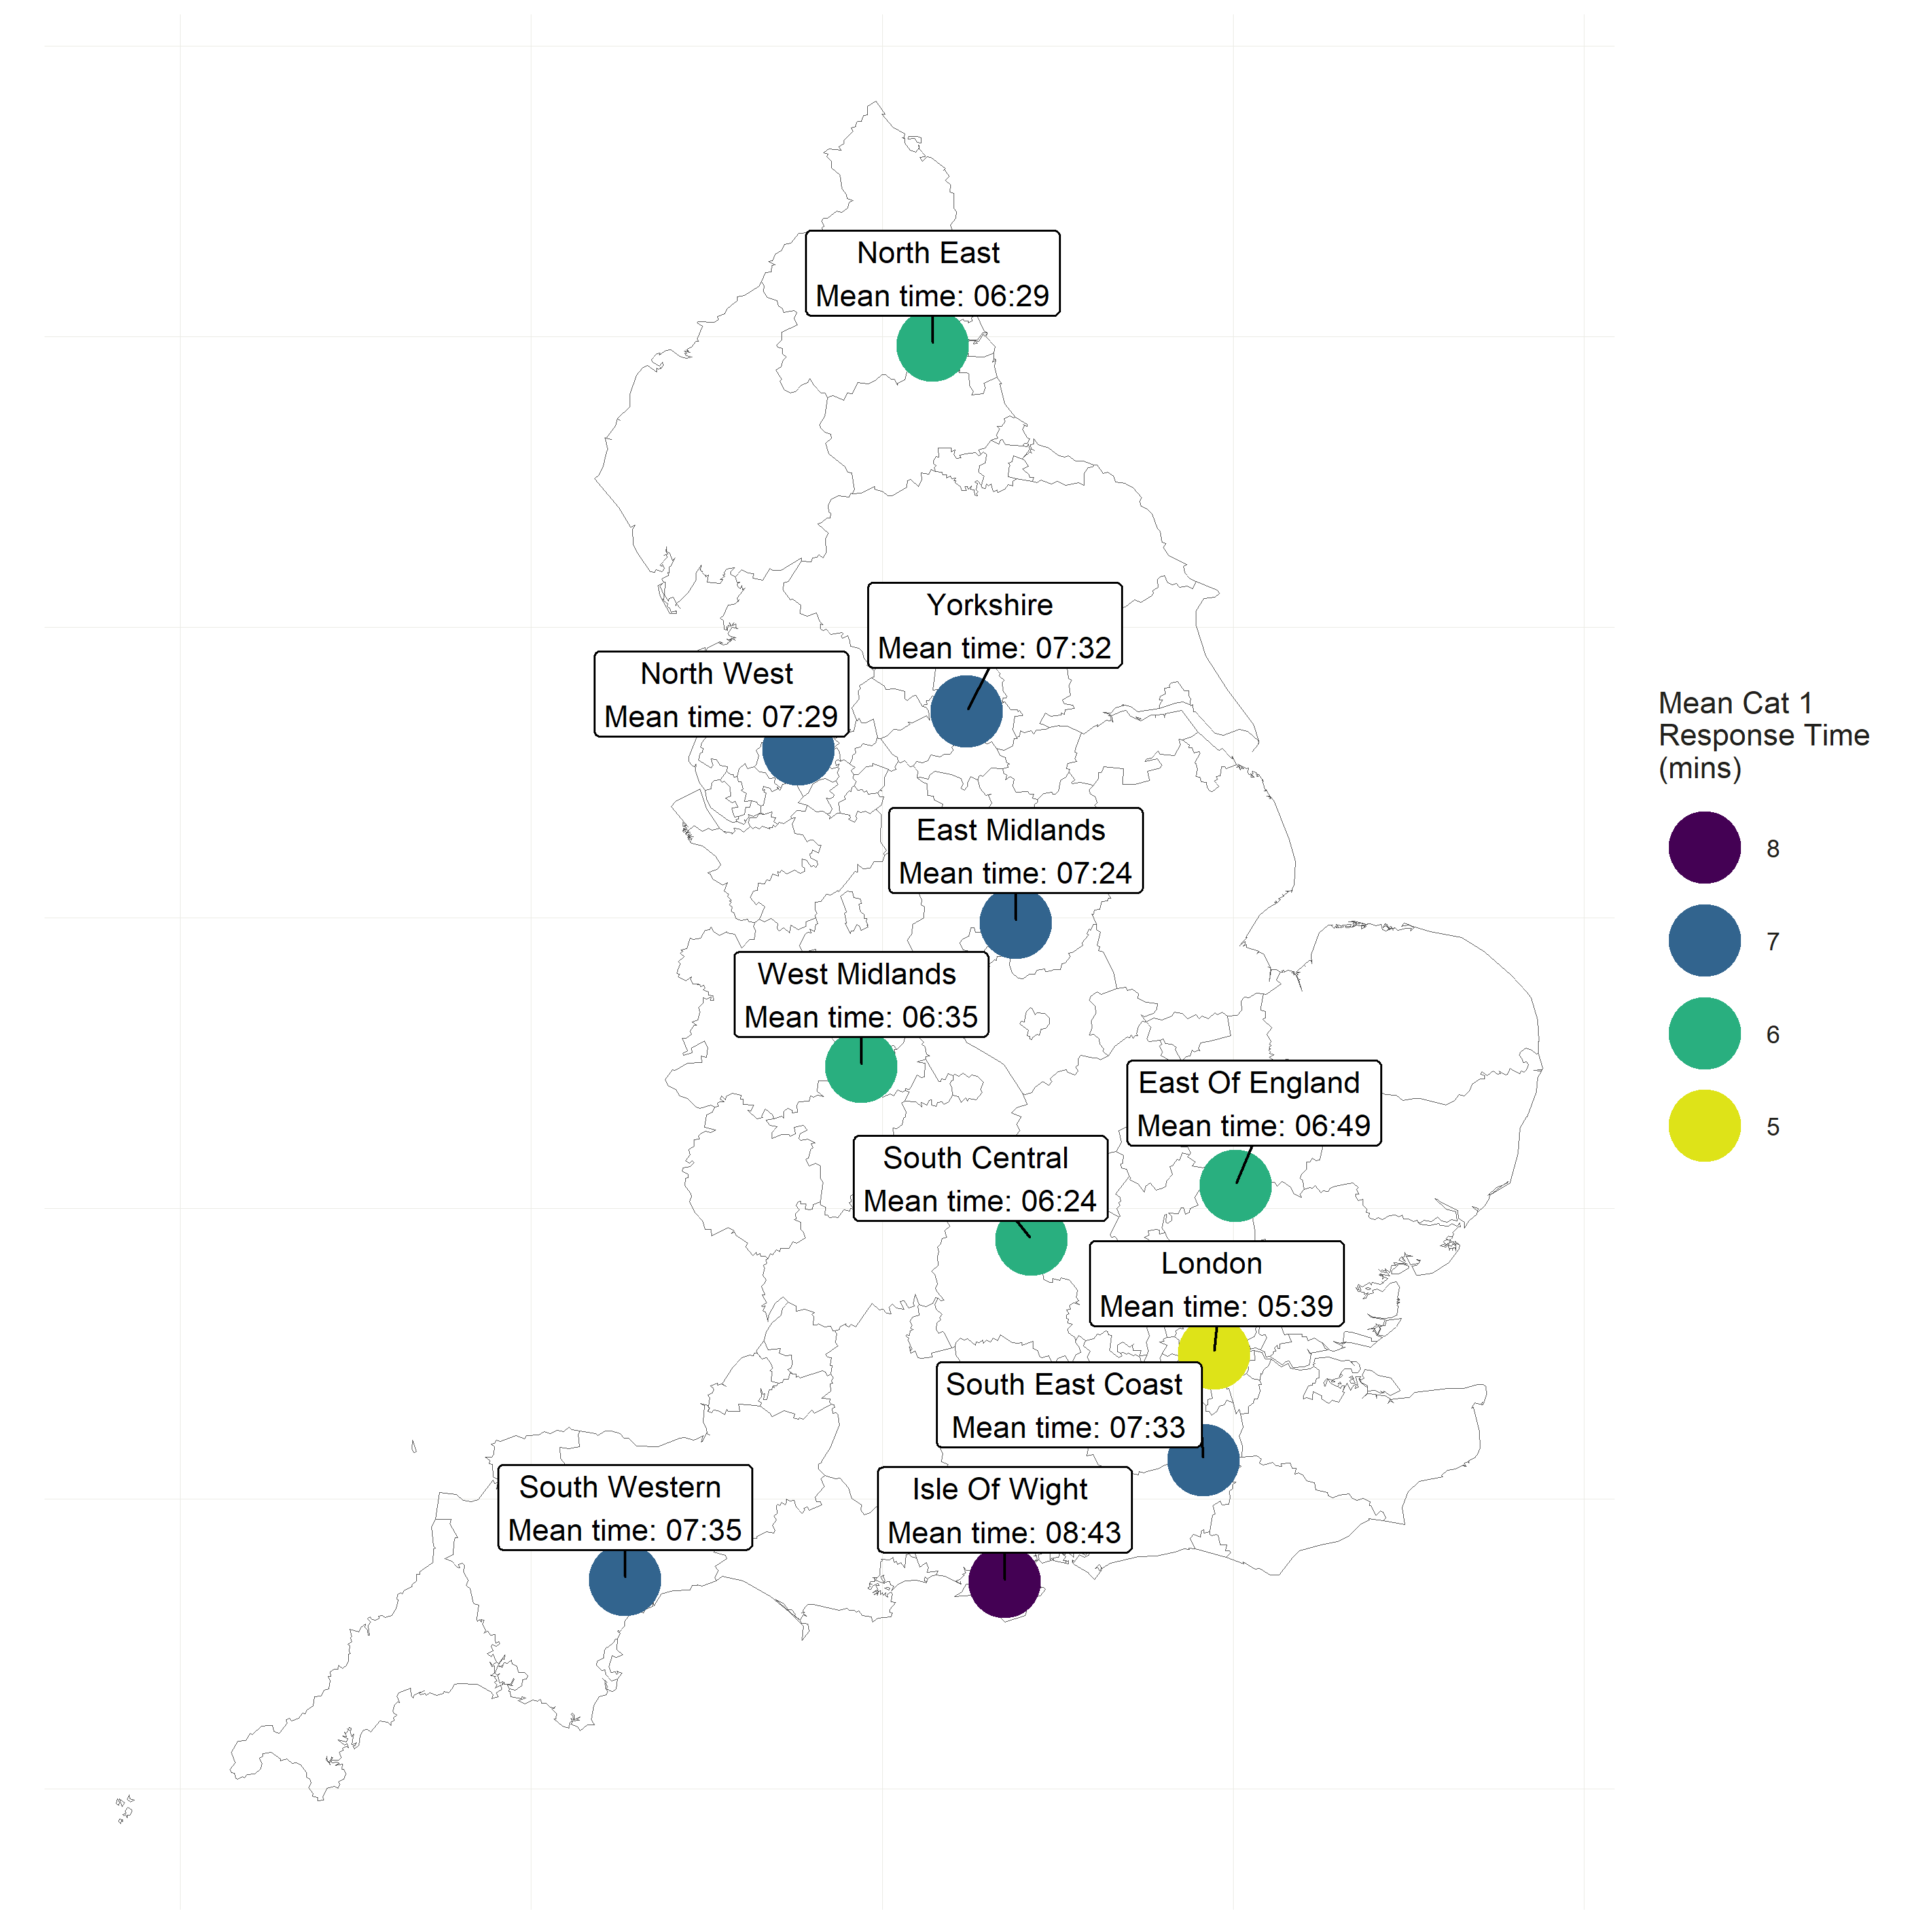 North East
Mean time: 06:29
Yorkshire
Mean time: 07:32
North West
Mean time: 07:29
East Midlands
Mean time: 07:24
West Midlands
Mean time: 06:35
East Of England
Mean time: 06:49
South Central
Mean time: 06:24
London
Mean time: 05:39
South East Coast
Mean time: 07:33
South Western
Mean time: 07:35
Isle Of Wight
Mean time: 08:43
Mean Cat 1
Response Time
(mins)
8
7
6
5